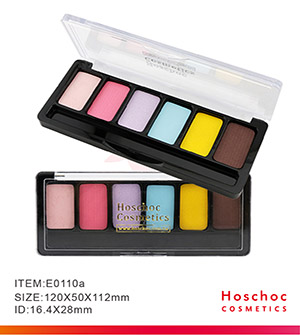 Hoschoc
Cosmetics
ITEM:E0110a
SIZE:120X50X112mm
ID:16.4X28mm
Hoschoc
COSMETICS